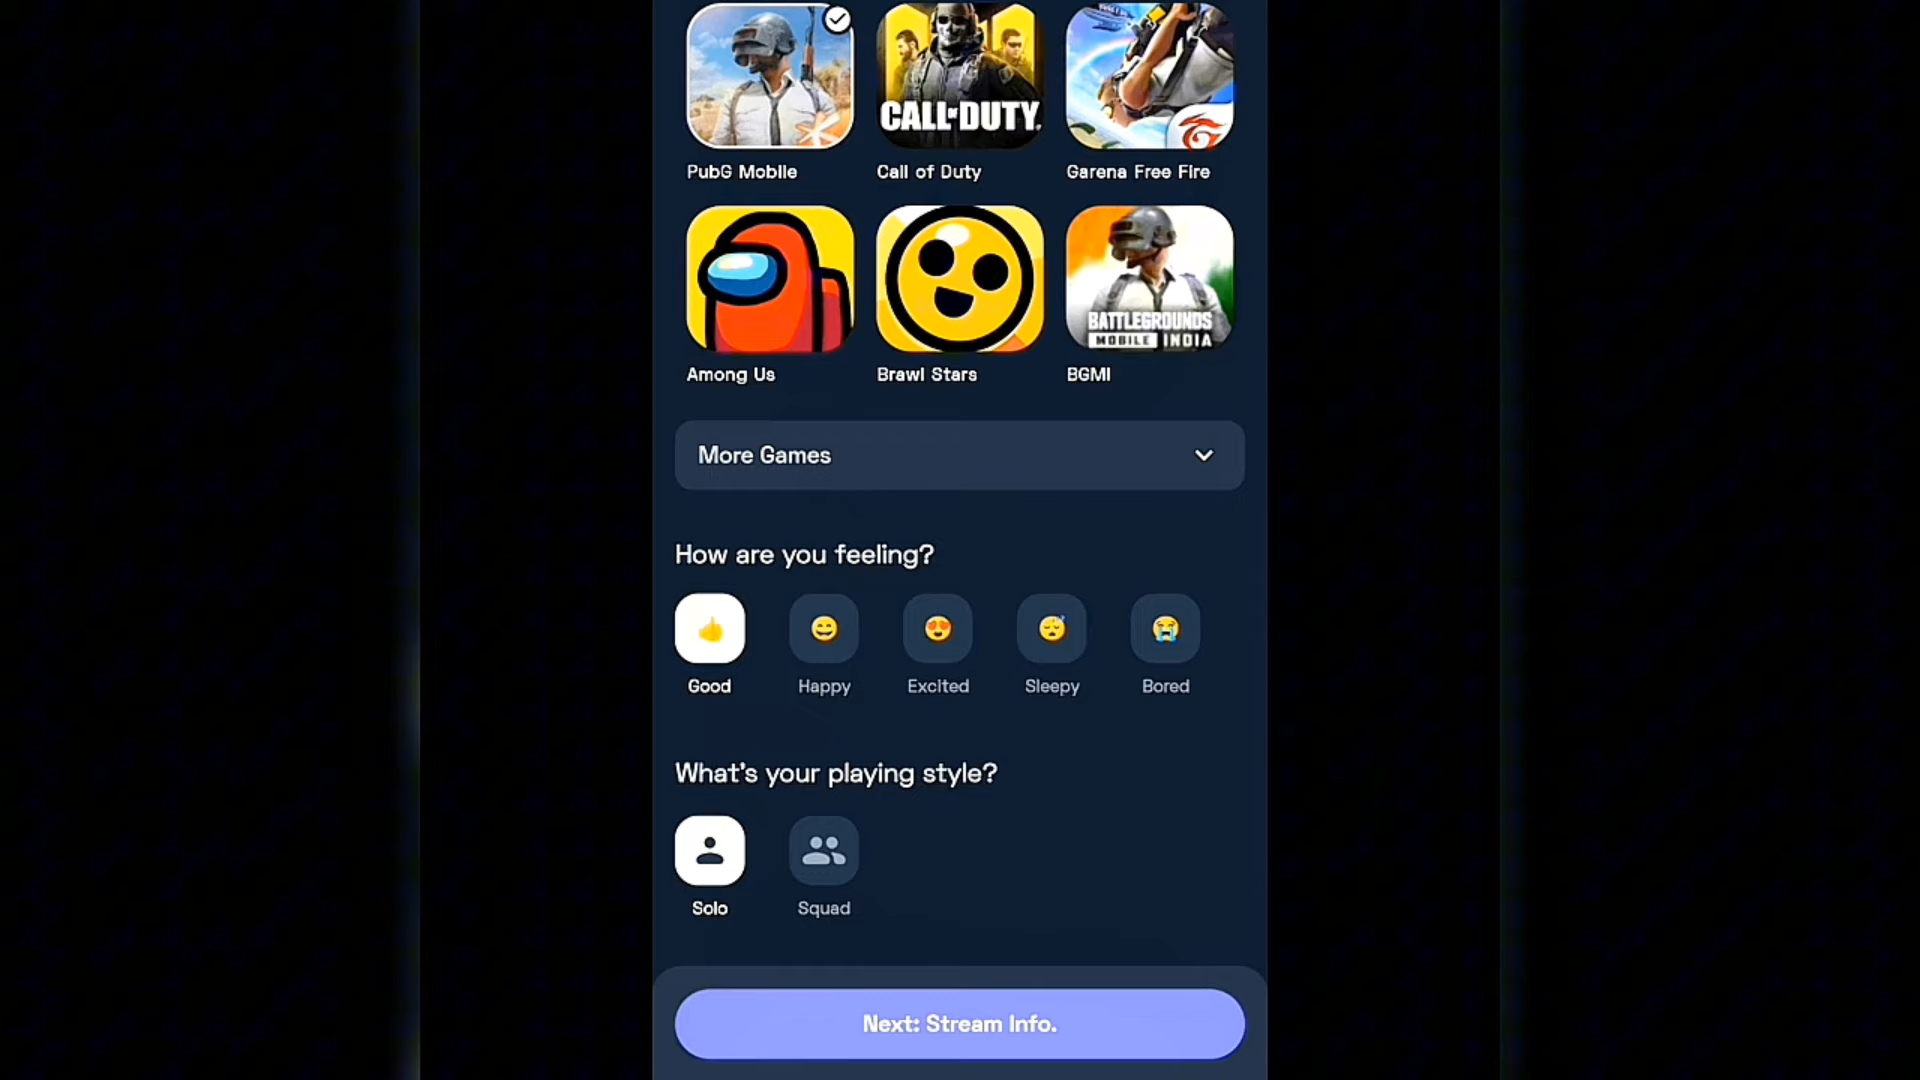 CALL OF DUTY.
PubG Mobile
Call of Duty
Garena Free Fire
BATTLEGROUNDS
MOBILE INDIA
Among Us
Brawl Stars
BGMI
More Games
How are you feeling?
Good
Happy
Excited
Sleepy
Bored
What's your playing style?
Solo
Squad
Next: Stream Info.